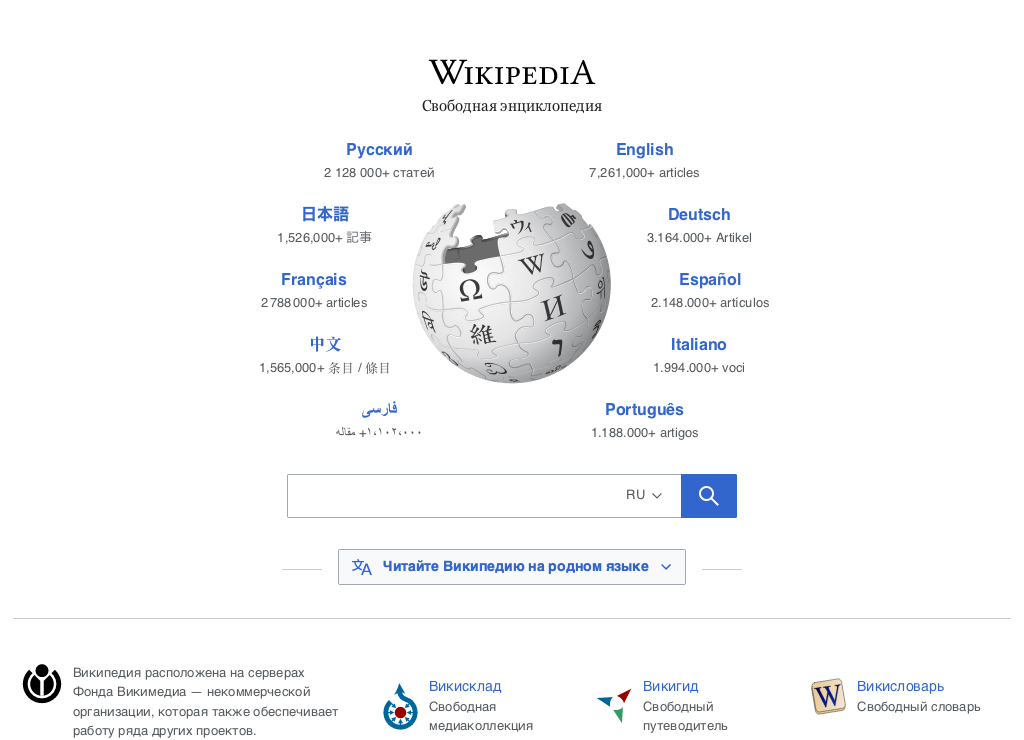 WIKIPEDIA
Свободная энциклопедия
Русский
2 128 000+ статей
English
7,261,000+ articles
日本語
1,526,000+ 記事
Deutsch
3.164.000+ Artikel
Français
2 788 000+ articles
Español
2.148.000+ artículos
中文
1,565,000+ 条目 / 條目
Italiano
1.994.000+ voci
فارسی
۱،۱۰۲،۰۰۰+ مقاله
Português
1.188.000+ artigos
Ω
W
ウィ
И
維
RU
Читайте Википедию на родном языке
Википедия расположена на серверах
Фонда Викимедиа — некоммерческой
организации, которая также обеспечивает
работу ряда других проектов.
Викисклад
Свободная
медиаколлекция
Викигид
Свободный
путеводитель
W
Викисловарь
Свободный словарь